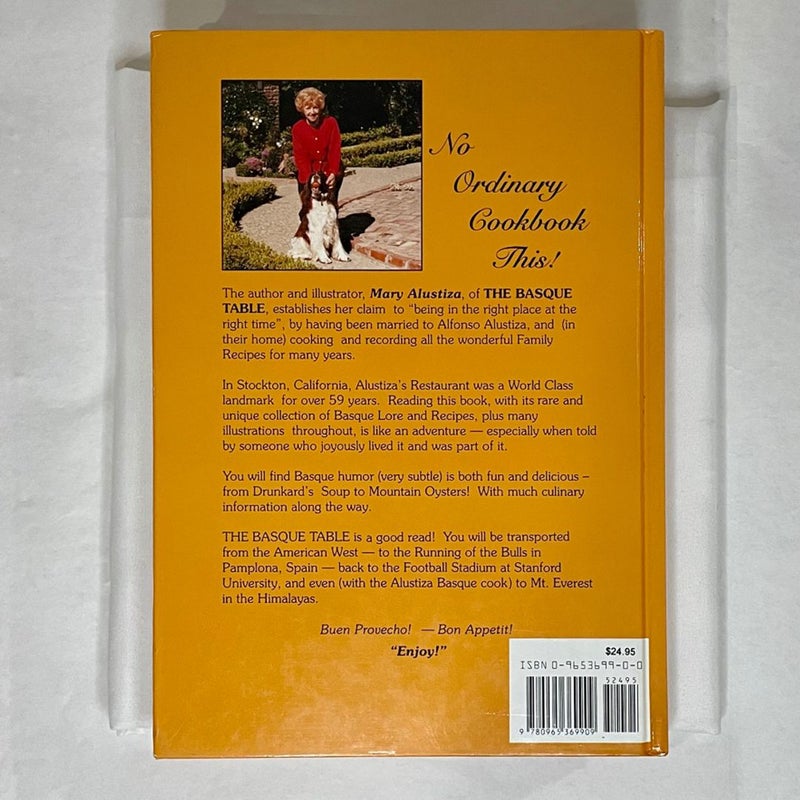 No
Ordinary
Cookbook
This!
The author and illustrator, Mary Alustiza, of THE BASQUE
TABLE, establishes her claim to “being in the right place at the
right time”, by having been married to Alfonso Alustiza, and (in
their home) cooking and recording all the wonderful Family
Recipes for many years.
In Stockton, California, Alustiza’s Restaurant was a World Class
landmark for over 59 years. Reading this book, with its rare and
unique collection of Basque Lore and Recipes, plus many
illustrations throughout, is like an adventure — especially when told
by someone who joyously lived it and was part of it.
You will find Basque humor (very subtle) is both fun and delicious –
from Drunkard’s Soup to Mountain Oysters! With much culinary
information along the way.
THE BASQUE TABLE is a good read! You will be transported
from the American West — to the Running of the Bulls in
Pamplona, Spain — back to the Football Stadium at Stanford
University, and even (with the Alustiza Basque cook) to Mt. Everest
in the Himalayas.
Buen Provecho! — Bon Appetit!
“Enjoy!”
$24.95
ISBN 0-9653699-0-0
52495
9 780965 369909